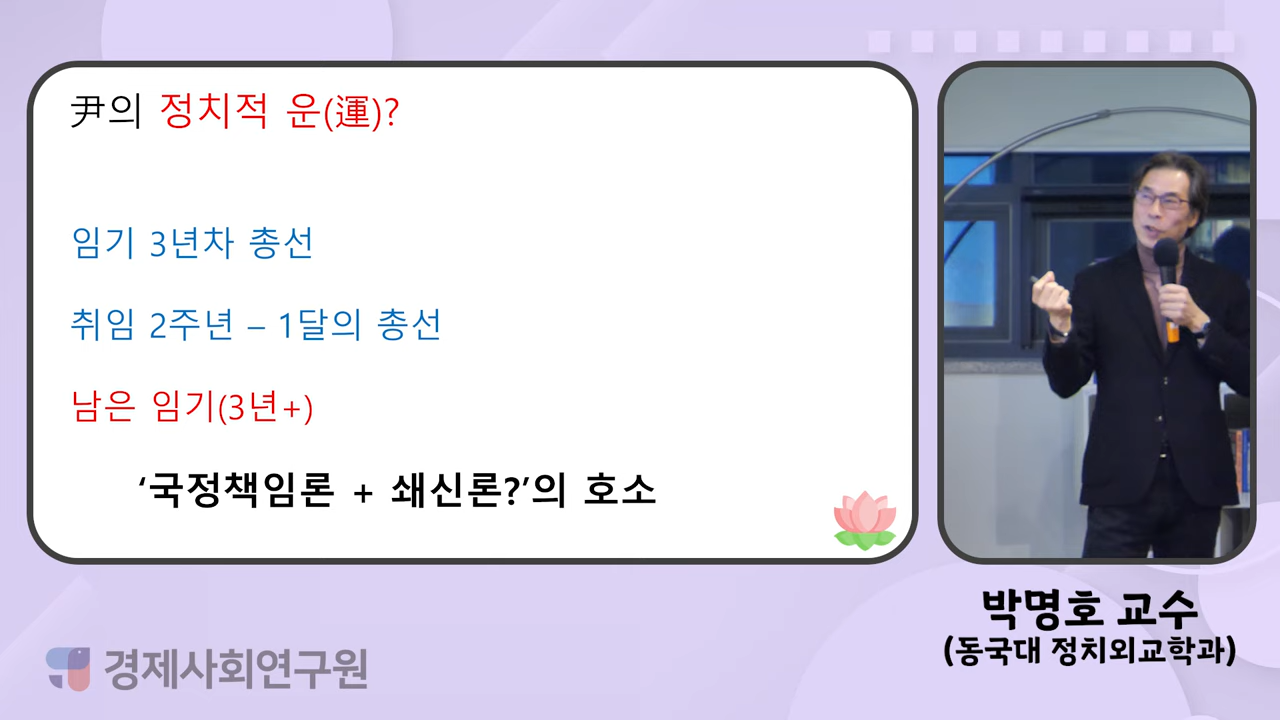 尹의 정치적 운(運)?
임기 3년차 총선
취임 2주년 – 1달의 총선
남은 임기(3년+)
‘국정책임론 + 쇄신론?’의 호소
박명호 교수
(동국대 정치외교학과)
경제사회연구원